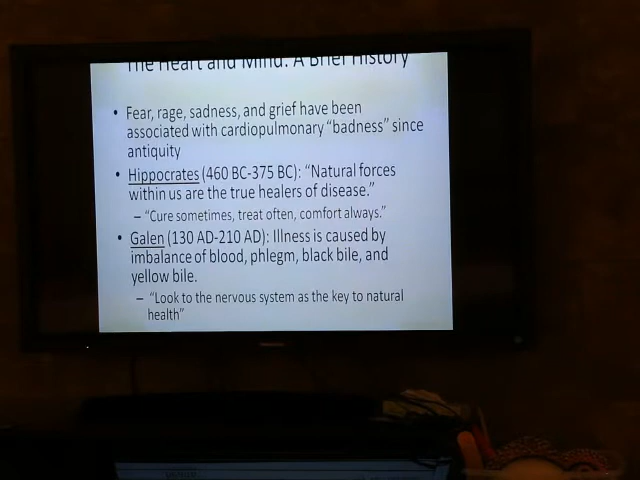 The Heart and Mind: A Brief History
• Fear, rage, sadness, and grief have been
associated with cardiopulmonary “badness” since
antiquity
• Hippocrates (460 BC-375 BC): “Natural forces
within us are the true healers of disease.”
– “Cure sometimes, treat often, comfort always.”
• Galen (130 AD-210 AD): Illness is caused by
imbalance of blood, phlegm, black bile, and
yellow bile.
– “Look to the nervous system as the key to natural
health”